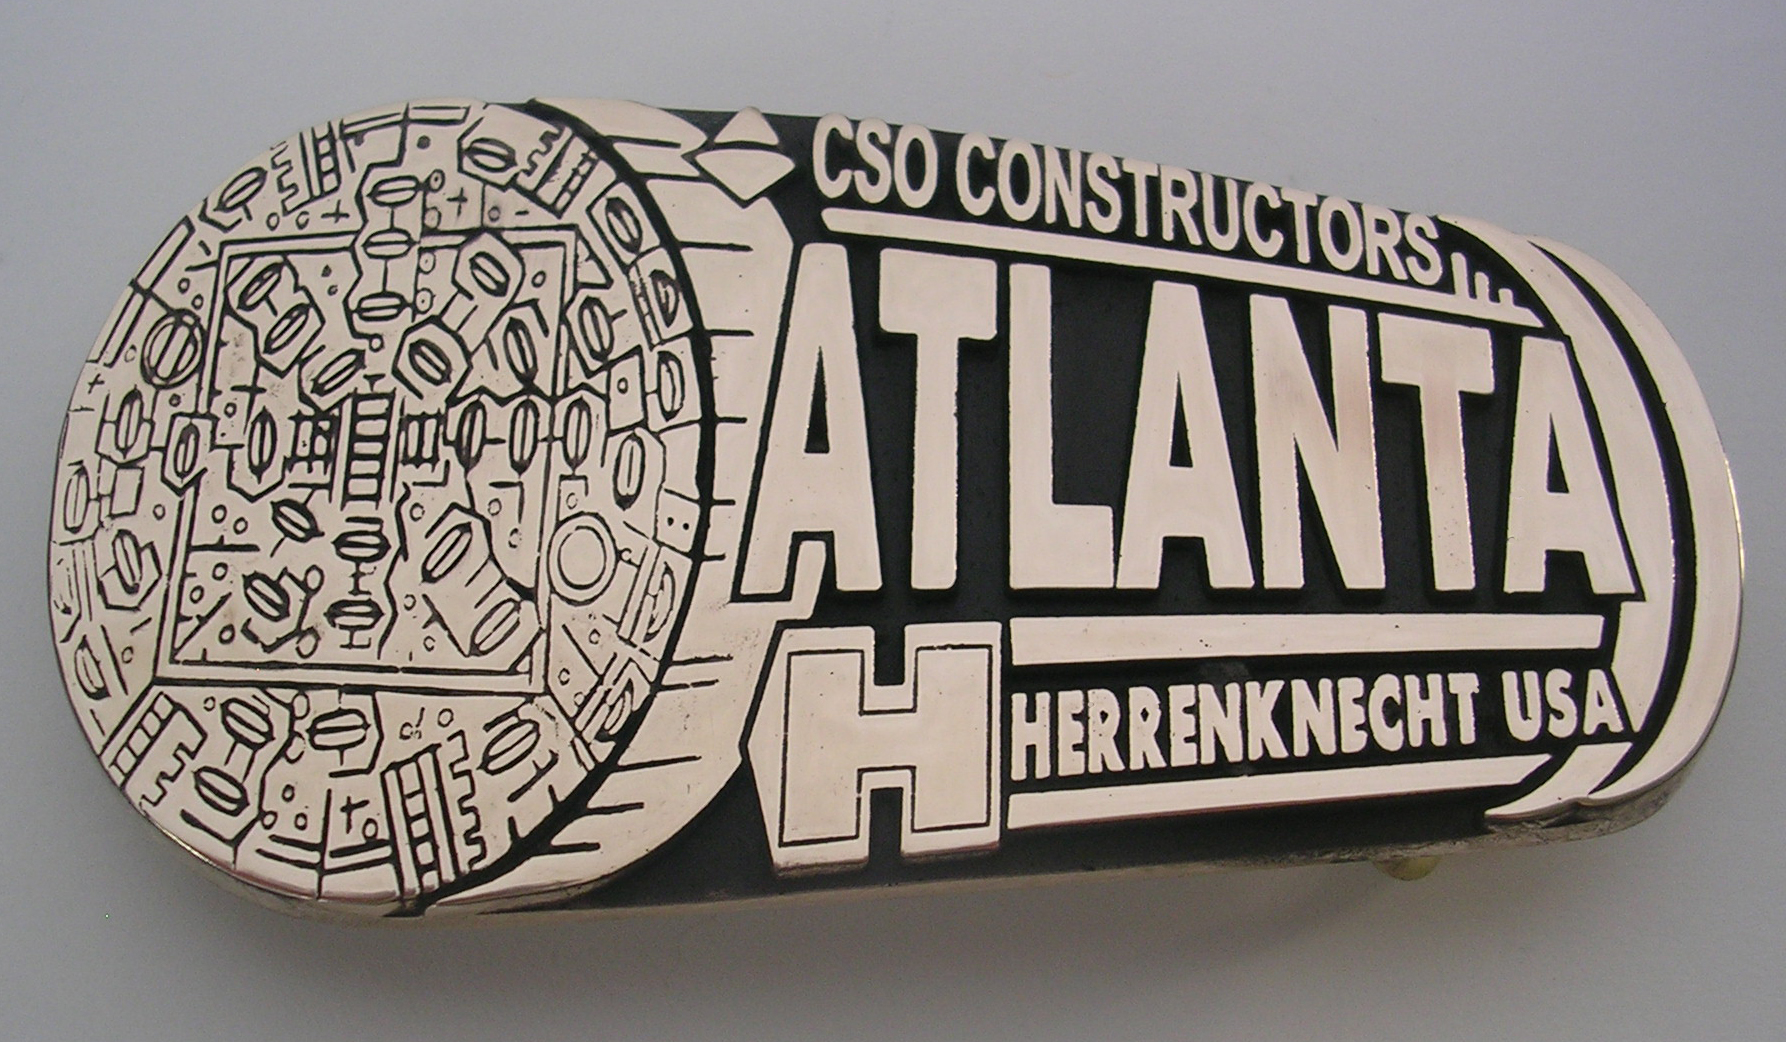 CSO CONSTRUCTORS
ATLANTA
H
HERRENKNECHT USA